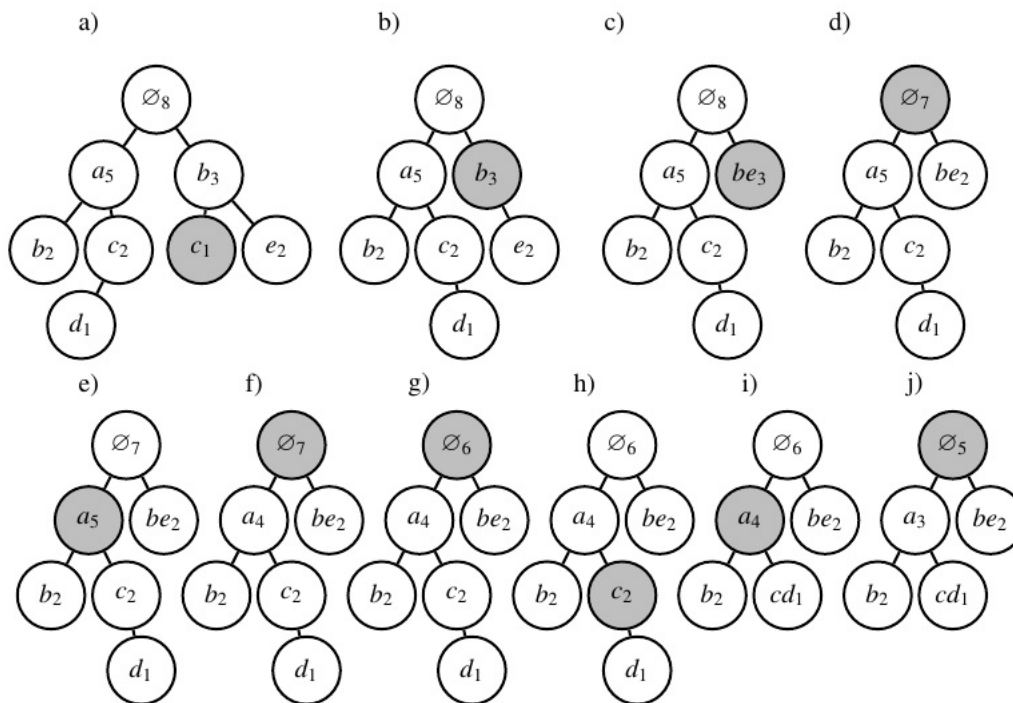 a) b) c) d)
∅₈ ∅₈ ∅₈ ∅₇
a₅ b₃ a₅ b₃ a₅ be₃ a₅ be₂
b₂ c₂ c₁ e₂ b₂ c₂ e₂ b₂ c₂ b₂ c₂
d₁ d₁ d₁ d₁
e) f) g) h) i) j)
∅₇ ∅₇ ∅₆ ∅₆ ∅₆ ∅₅
a₅ be₂ a₄ be₂ a₄ be₂ a₄ be₂ a₄ be₂ a₃ be₂
b₂ c₂ b₂ c₂ b₂ c₂ b₂ c₂ b₂ cd₁ b₂ cd₁
d₁ d₁ d₁ d₁